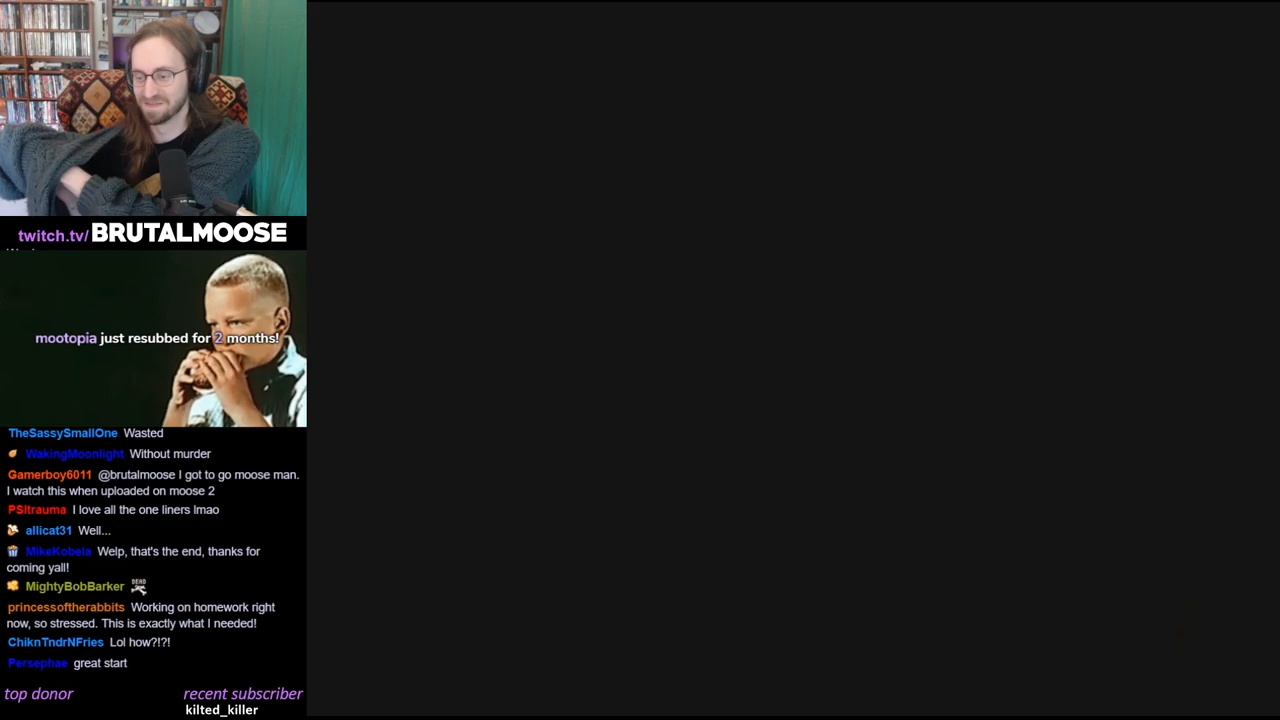 twitch.tv/BRUTALMOOSE
mootopia just resubbed for 2 months!
TheSassySmallOne Wasted
WakingMoonlight Without murder
Gamerboy6011 @brutalmoose I got to go moose man.
I watch this when uploaded on moose 2
PSItrauma I love all the one liners lmao
allicat31 Well...
MikeKobela Welp, that's the end, thanks for
coming yall!
MightyBobBarker DEAD
princessoftherabbits Working on homework right
now, so stressed. This is exactly what I needed!
ChiknTndrNFries Lol how?!?!
Persephae great start
top donor recent subscriber
kilted_killer